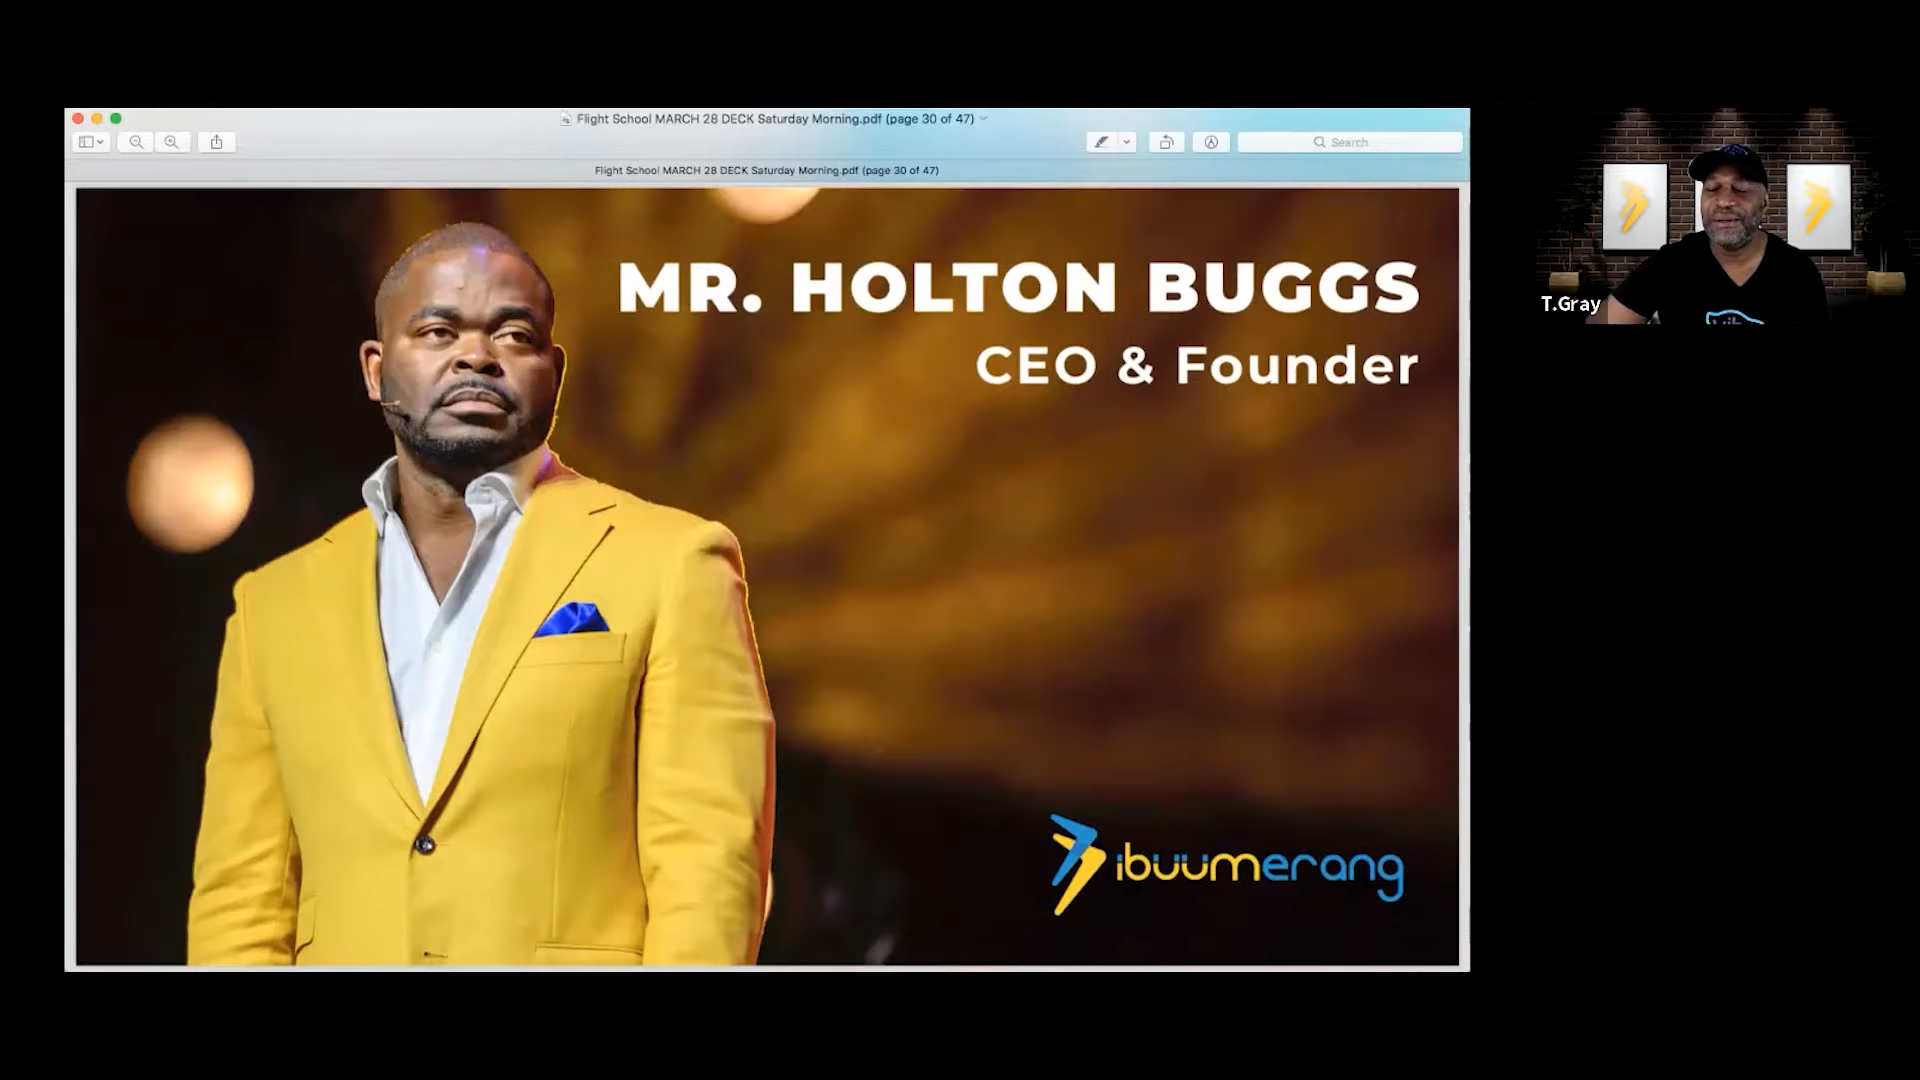 Flight School MARCH 28 DECK Saturday Morning.pdf (page 30 of 47)
Search
Flight School MARCH 28 DECK Saturday Morning.pdf (page 30 of 47)
MR. HOLTON BUGGS
CEO & Founder
ibuumerang
T.Gray